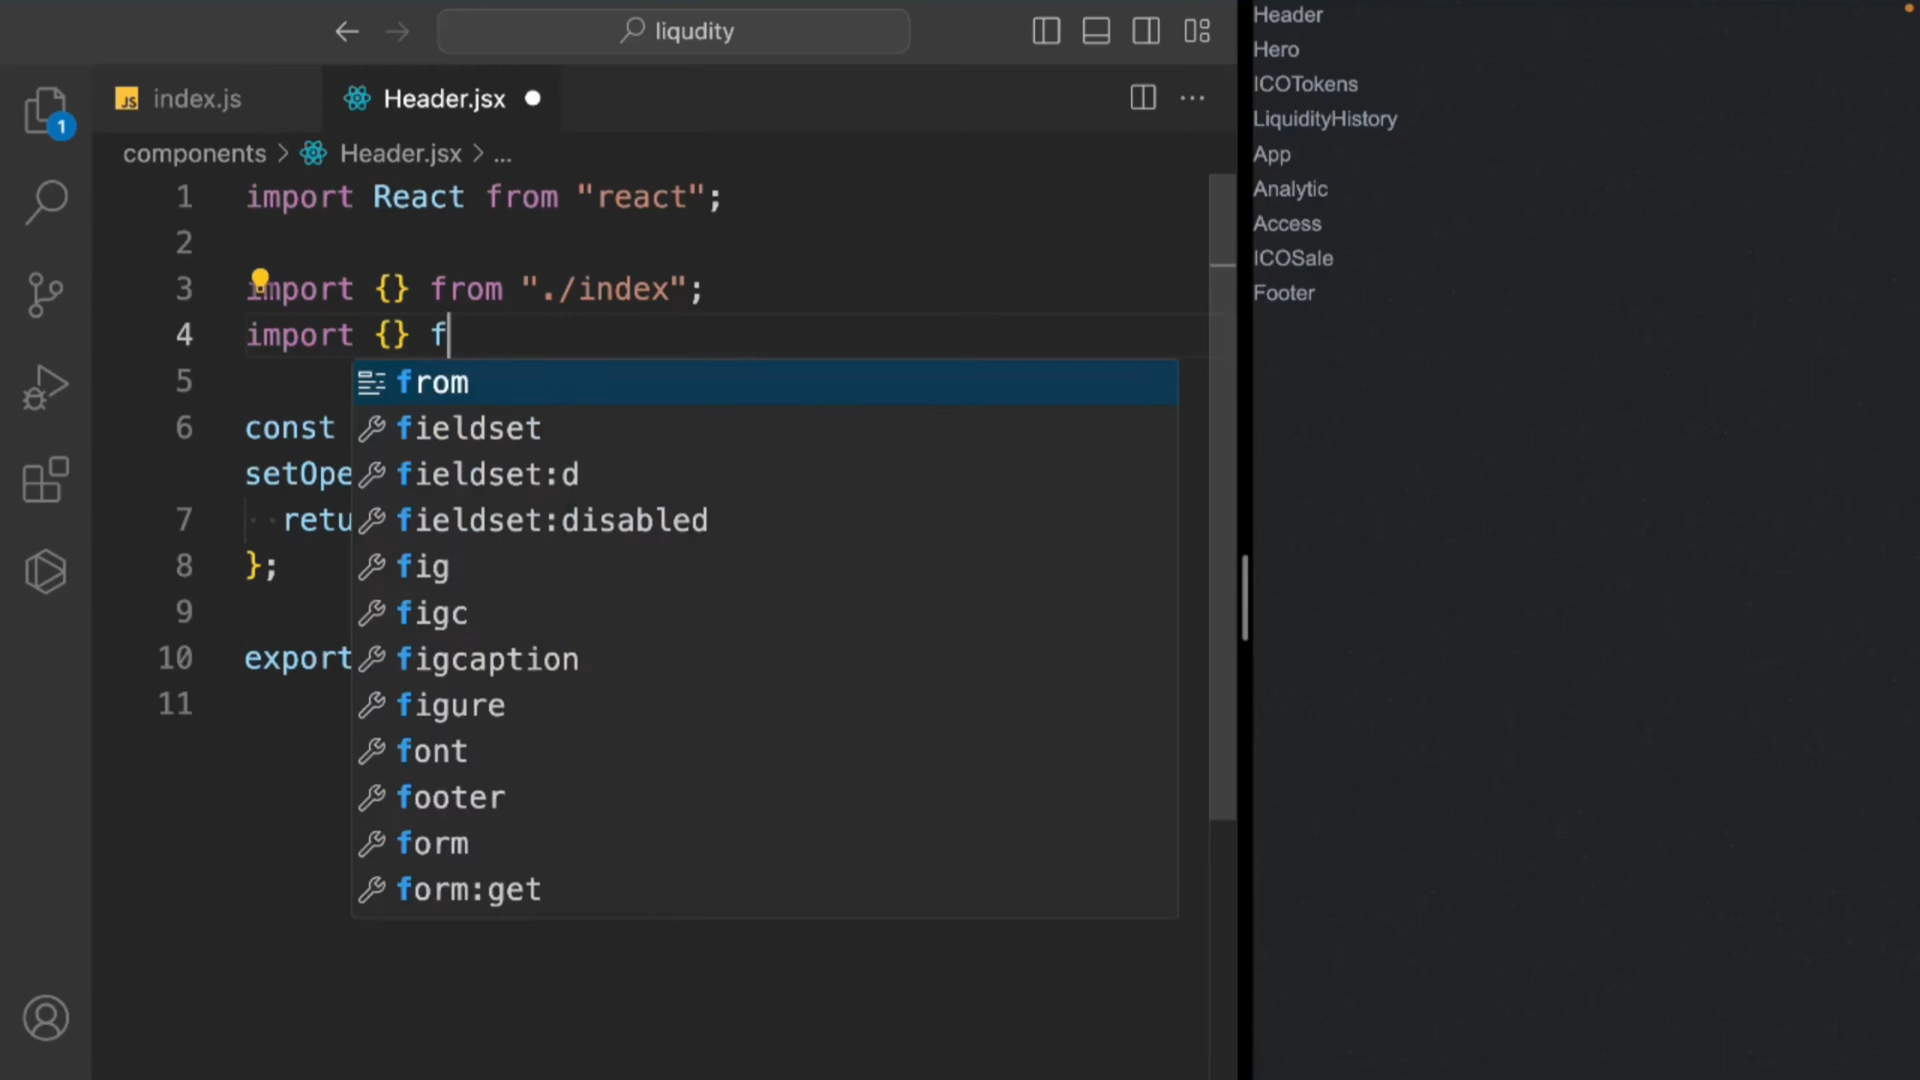 liqudity
JS index.js
Header.jsx
1
components > Header.jsx > ...
1 import React from "react";
2
3 import {} from "./index";
4 import {} f
5
6 const
setOpe
7 retu
8 };
9
10 export
11
from
fieldset
fieldset:d
fieldset:disabled
fig
figc
figcaption
figure
font
footer
form
form:get
Header
Hero
ICOTokens
LiquidityHistory
App
Analytic
Access
ICOSale
Footer